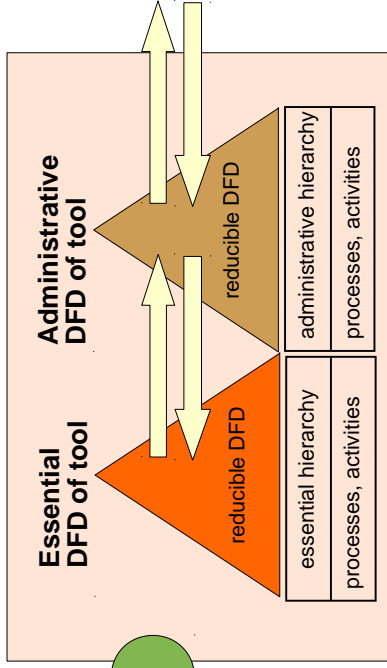 Essential
DFD of tool
reducible DFD
essential hierarchy
processes, activities
Administrative
DFD of tool
reducible DFD
administrative hierarchy
processes, activities